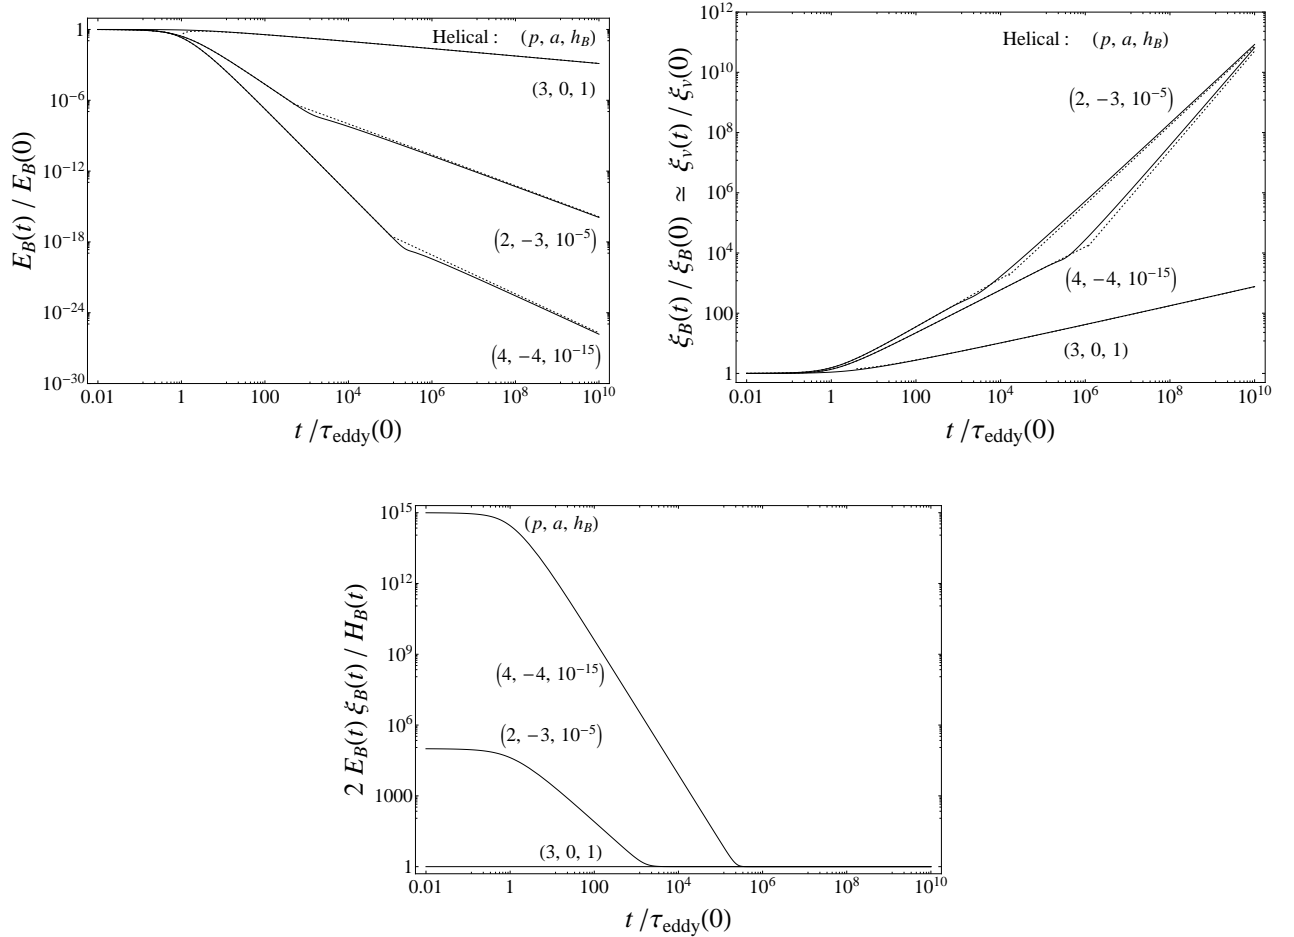 Helical : (p, a, h_B)
(3, 0, 1)
(2, −3, 10^−5)
(4, −4, 10^−15)
1
10^−6
10^−12
10^−18
10^−24
10^−30
0.01 1 100 10^4 10^6 10^8 10^10
E_B(t) / E_B(0)
t / τ_eddy(0)
Helical : (p, a, h_B)
(2, −3, 10^−5)
(4, −4, 10^−15)
(3, 0, 1)
10^12
10^10
10^8
10^6
10^4
100
1
0.01 1 100 10^4 10^6 10^8 10^10
ξ_B(t) / ξ_B(0) ≃ ξ_v(t) / ξ_v(0)
t / τ_eddy(0)
(p, a, h_B)
(4, −4, 10^−15)
(2, −3, 10^−5)
(3, 0, 1)
10^15
10^12
10^9
10^6
1000
1
0.01 1 100 10^4 10^6 10^8 10^10
2 E_B(t) ξ_B(t) / H_B(t)
t / τ_eddy(0)